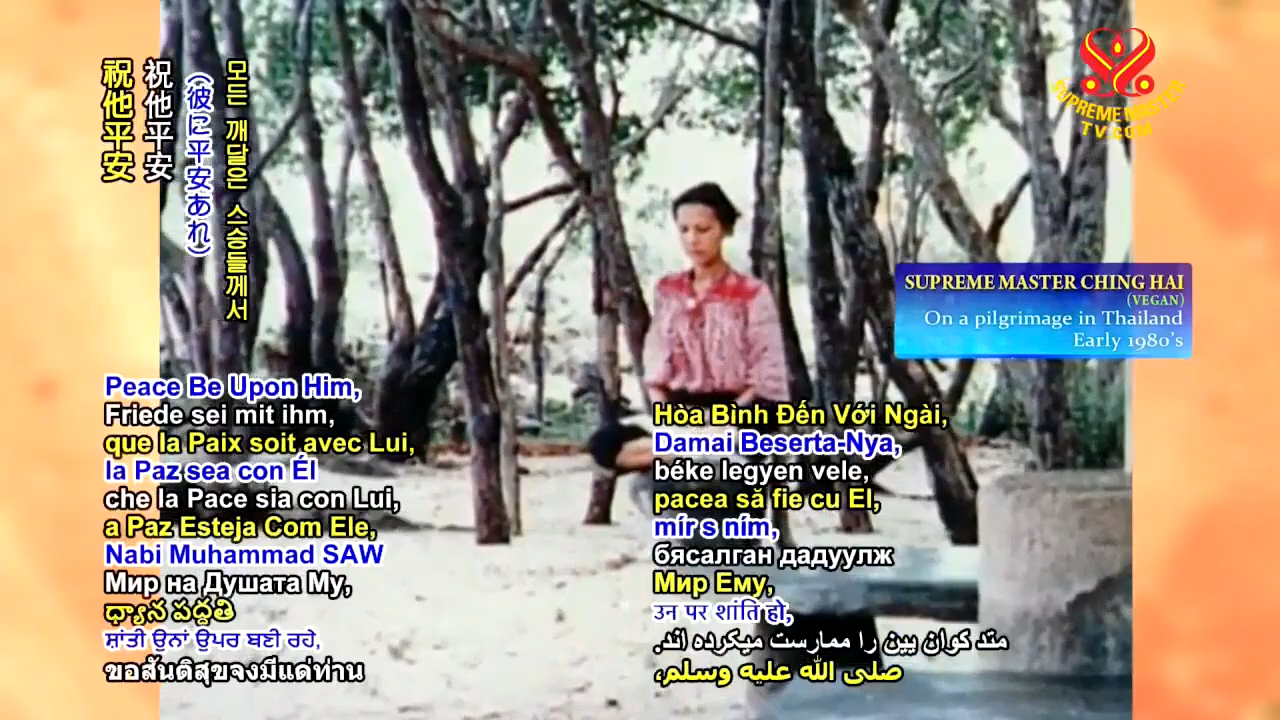 祝他平安
祝他平安
(彼に平安あれ)
모든 깨달은 스승들께서
SUPREME MASTER
TV.COM
SUPREME MASTER CHING HAI
(VEGAN)
On a pilgrimage in Thailand
Early 1980's
Peace Be Upon Him,
Friede sei mit ihm,
que la Paix soit avec Lui,
la Paz sea con Él
che la Pace sia con Lui,
a Paz Esteja Com Ele,
Nabi Muhammad SAW
Мир на Душата Му,
ధ్యాన పద్ధతి
ਸ਼ਾਂਤੀ ਉਨਾਂ ਉਪਰ ਬਣੀ ਰਹੇ,
ขอสันติสุขจงมีแด่ท่าน
Hòa Bình Đến Với Ngài,
Damai Beserta-Nya,
béke legyen vele,
pacea să fie cu El,
mír s ním,
бясалган дадуулж
Мир Ему,
उन पर शांति हो,
متد کوان یین را ممارست میکرده اند.
صلى الله عليه وسلم،